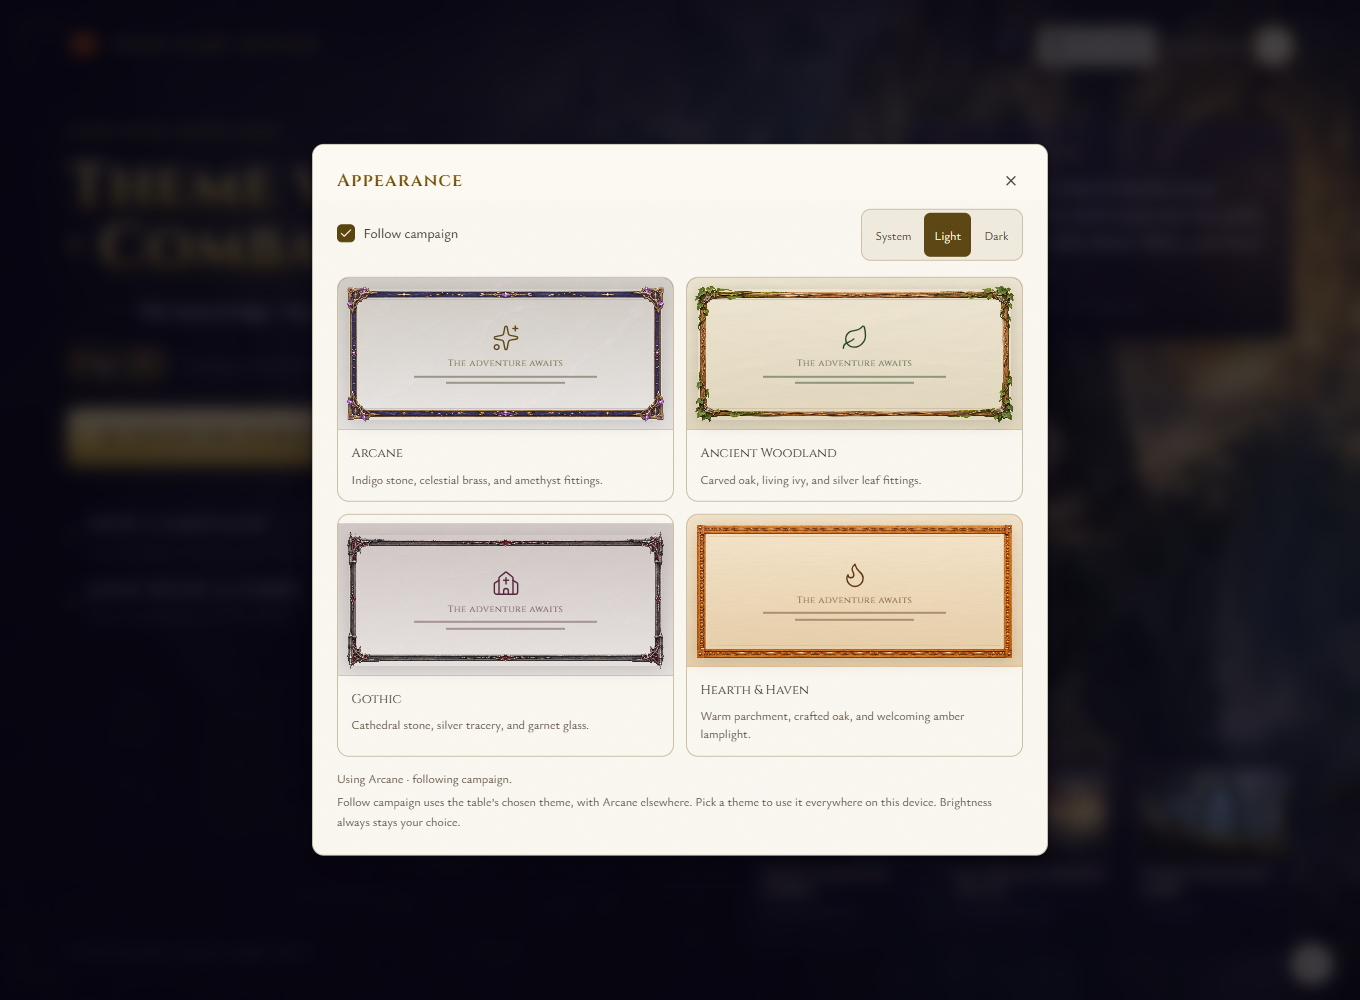 Appearance
Follow campaign
System Light Dark
The adventure awaits
The adventure awaits
Arcane
Indigo stone, celestial brass, and amethyst fittings.
Ancient Woodland
Carved oak, living ivy, and silver leaf fittings.
The adventure awaits
The adventure awaits
Gothic
Cathedral stone, silver tracery, and garnet glass.
Hearth & Haven
Warm parchment, crafted oak, and welcoming amber
lamplight.
Using Arcane · following campaign.
Follow campaign uses the table's chosen theme, with Arcane elsewhere. Pick a theme to use it everywhere on this device. Brightness
always stays your choice.